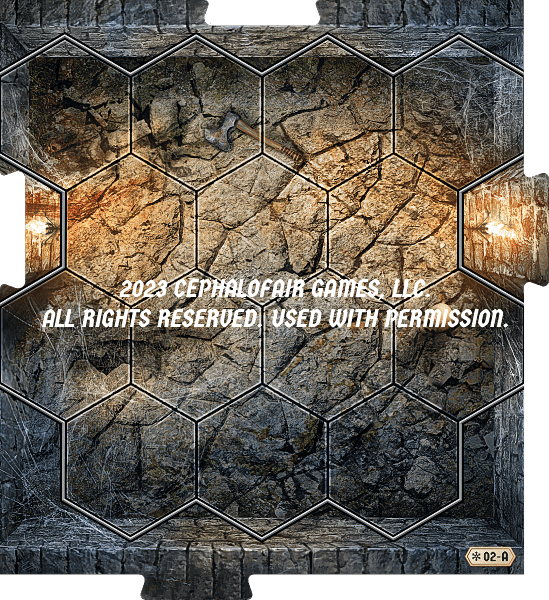 2023 CEPHALOFAIR GAMES, LLC.
ALL RIGHTS RESERVED. USED WITH PERMISSION.
02-A